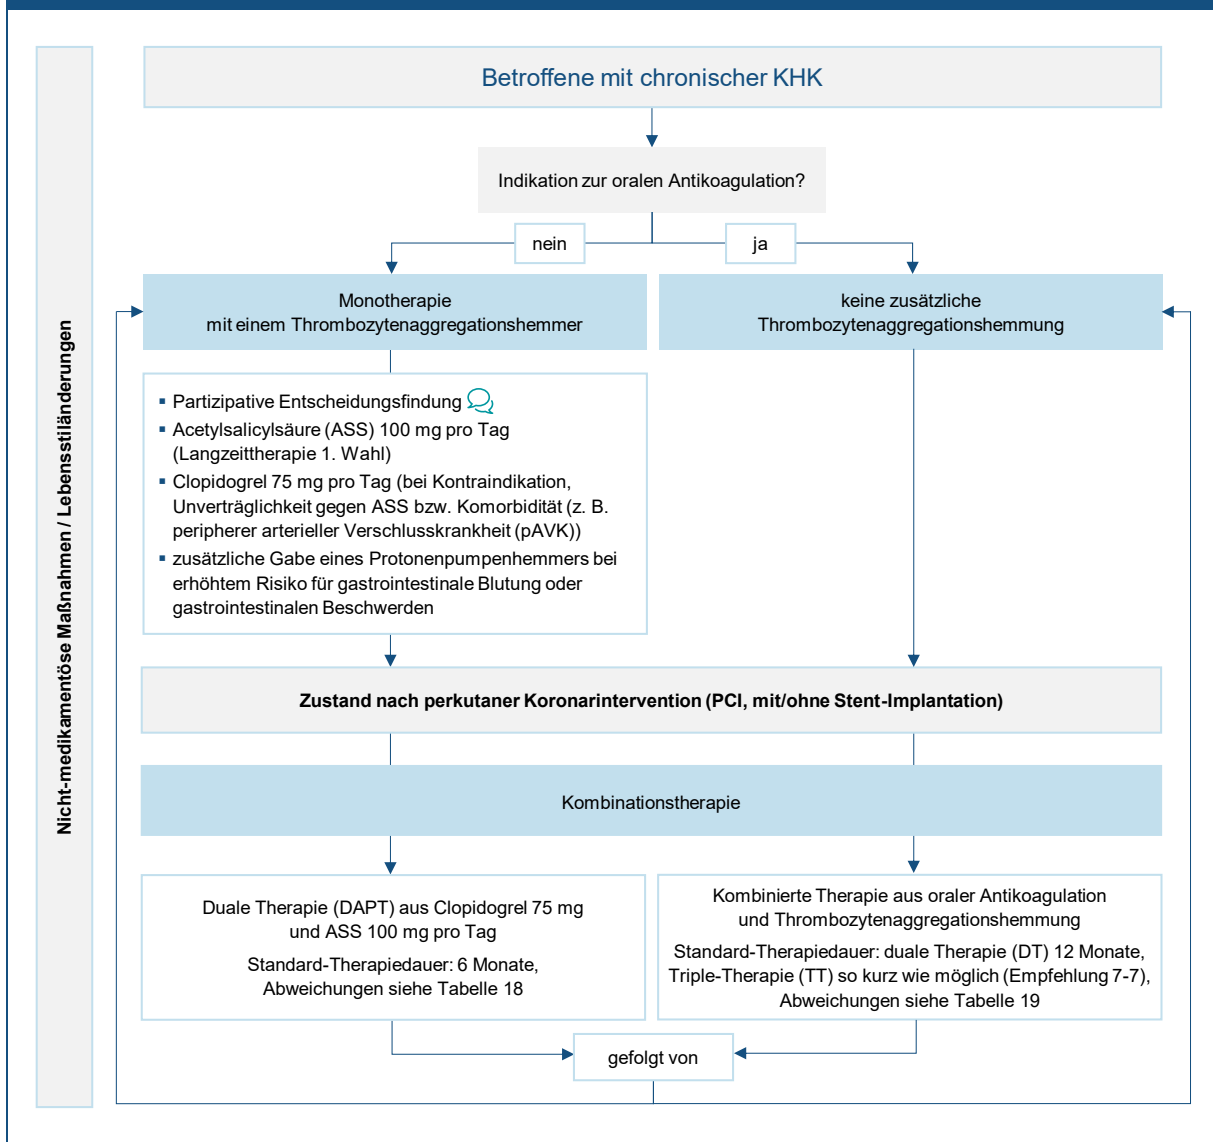 Nicht-medikamentöse Maßnahmen / Lebensstiländerungen
Betroffene mit chronischer KHK
Indikation zur oralen Antikoagulation?
nein
ja
Monotherapie
mit einem Thrombozytenaggregationshemmer
keine zusätzliche
Thrombozytenaggregationshemmung
▪ Partizipative Entscheidungsfindung
▪ Acetylsalicylsäure (ASS) 100 mg pro Tag
(Langzeittherapie 1. Wahl)
▪ Clopidogrel 75 mg pro Tag (bei Kontraindikation,
Unverträglichkeit gegen ASS bzw. Komorbidität (z. B.
peripherer arterieller Verschlusskrankheit (pAVK))
▪ zusätzliche Gabe eines Protonenpumpenhemmers bei
erhöhtem Risiko für gastrointestinale Blutung oder
gastrointestinalen Beschwerden
Zustand nach perkutaner Koronarintervention (PCI, mit/ohne Stent-Implantation)
Kombinationstherapie
Duale Therapie (DAPT) aus Clopidogrel 75 mg
und ASS 100 mg pro Tag
Standard-Therapiedauer: 6 Monate,
Abweichungen siehe Tabelle 18
Kombinierte Therapie aus oraler Antikoagulation
und Thrombozytenaggregationshemmung
Standard-Therapiedauer: duale Therapie (DT) 12 Monate,
Triple-Therapie (TT) so kurz wie möglich (Empfehlung 7-7),
Abweichungen siehe Tabelle 19
gefolgt von